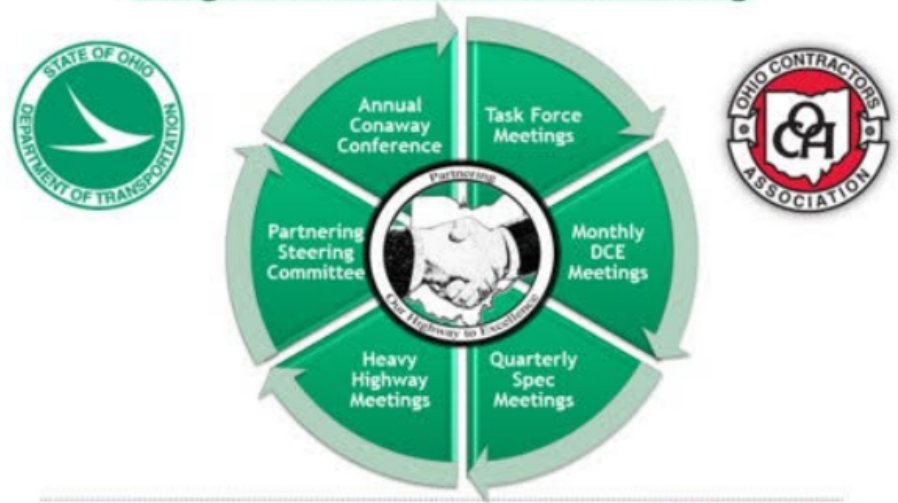 STATE OF OHIO
DEPARTMENT OF TRANSPORTATION
OHIO CONTRACTORS
ASSOCIATION
OCA
Annual
Conaway
Conference
Task Force
Meetings
Partnering
Steering
Committee
Partnering
Our Highway to Excellence
Monthly
DCE
Meetings
Heavy
Highway
Meetings
Quarterly
Spec
Meetings